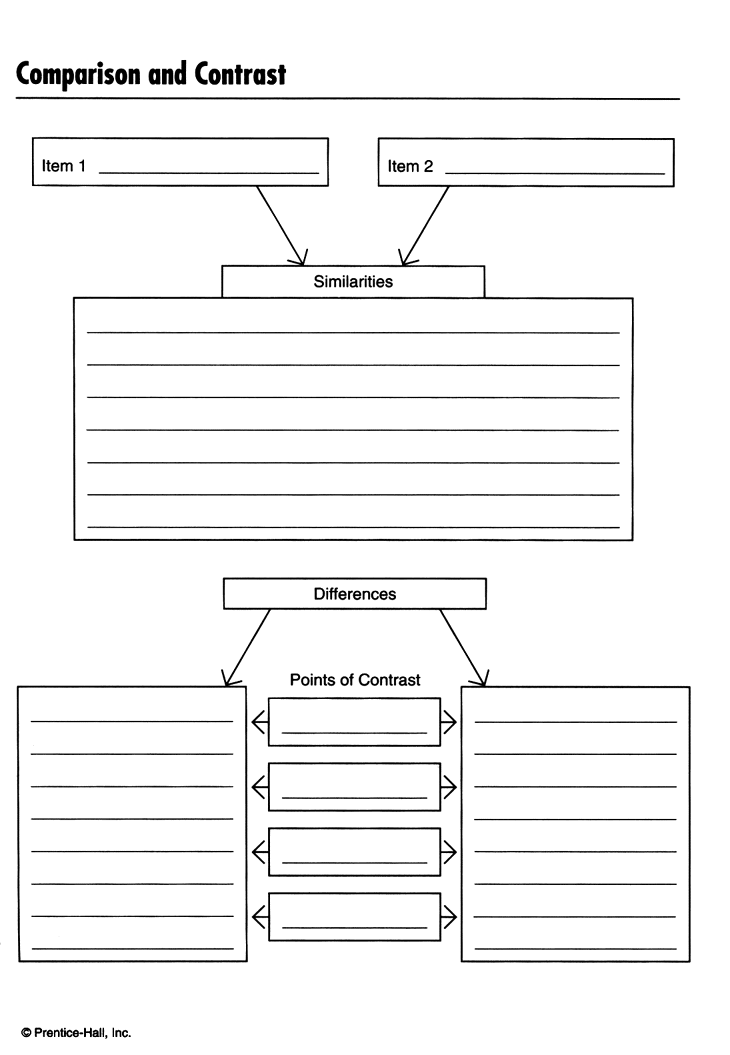 Comparison and Contrast
Item 1
Item 2
Similarities
Differences
Points of Contrast
© Prentice-Hall, Inc.